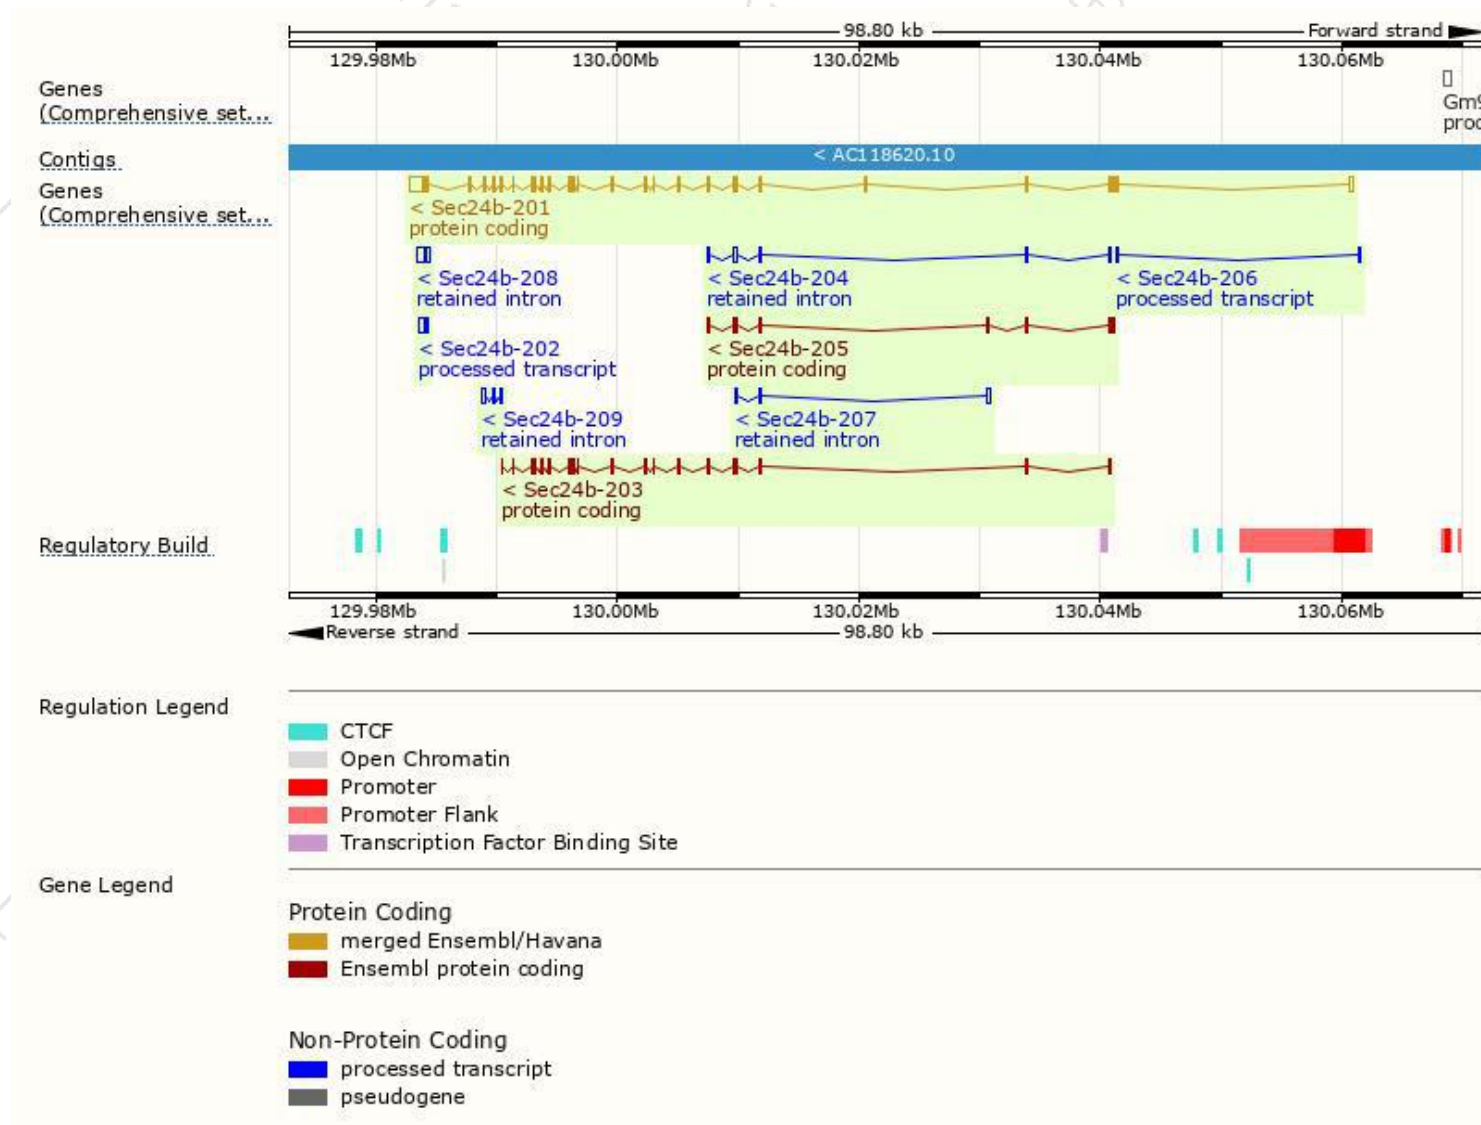 98.80 kb Forward strand
129.98Mb 130.00Mb 130.02Mb 130.04Mb 130.06Mb
Genes
(Comprehensive set...
Gm9
proc
Contigs
< AC118620.10
Genes
(Comprehensive set...
< Sec24b-201
protein coding
< Sec24b-208 < Sec24b-204 < Sec24b-206
retained intron retained intron processed transcript
< Sec24b-202 < Sec24b-205
processed transcript protein coding
< Sec24b-209 < Sec24b-207
retained intron retained intron
< Sec24b-203
protein coding
Regulatory Build
129.98Mb 130.00Mb 130.02Mb 130.04Mb 130.06Mb
Reverse strand 98.80 kb
Regulation Legend
CTCF
Open Chromatin
Promoter
Promoter Flank
Transcription Factor Binding Site
Gene Legend
Protein Coding
merged Ensembl/Havana
Ensembl protein coding
Non-Protein Coding
processed transcript
pseudogene